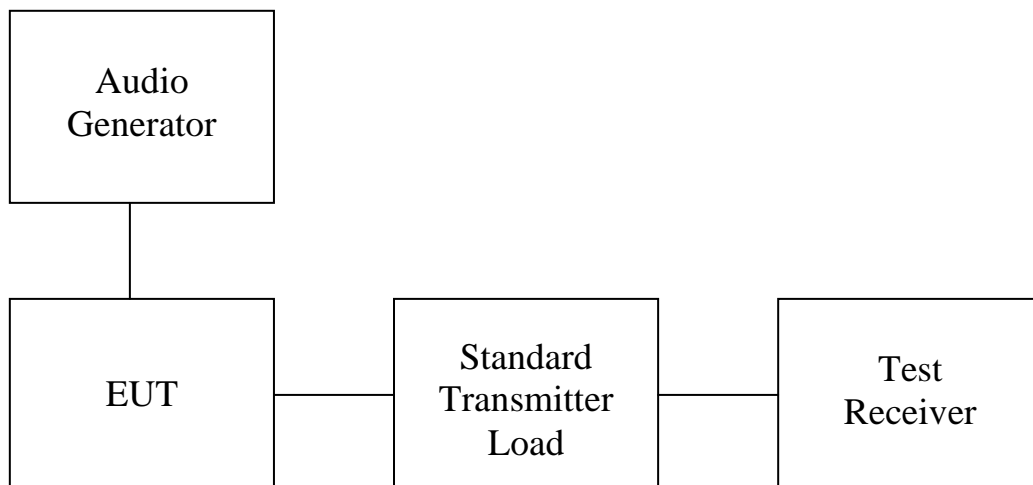 Audio
Generator
EUT
Standard
Transmitter
Load
Test
Receiver